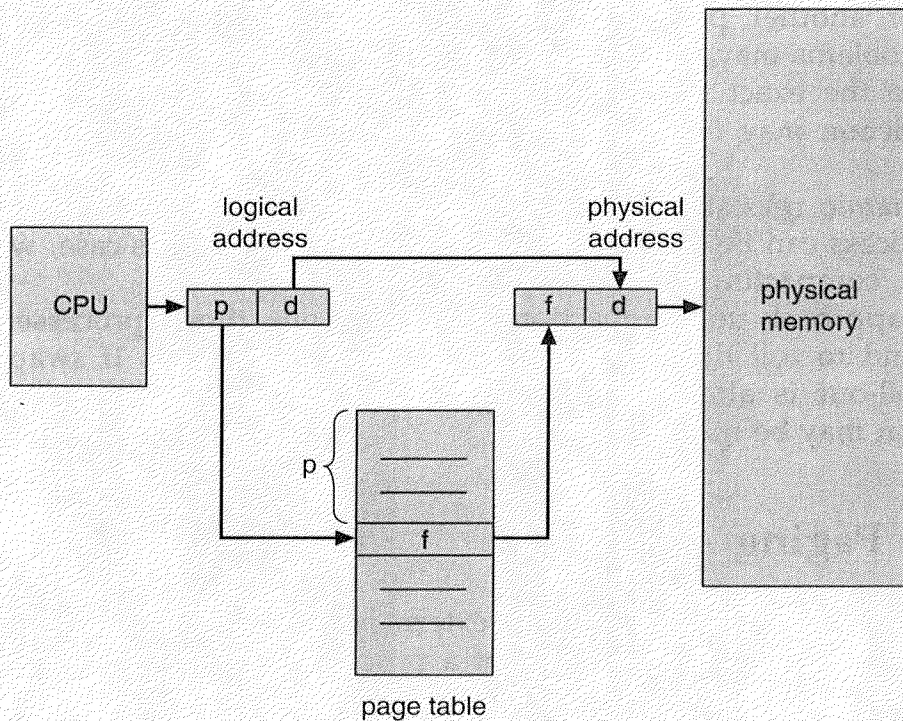 logical
address
physical
address
CPU
p
d
f
d
physical
memory
p
f
page table